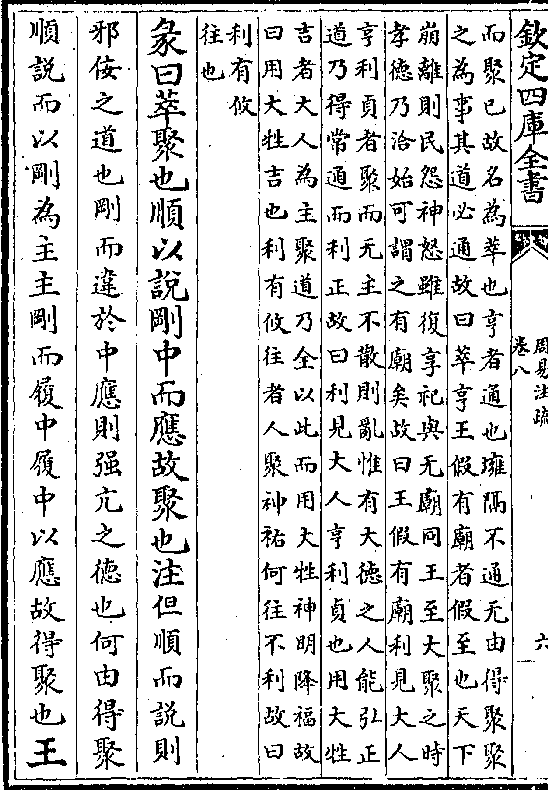 欽定四庫全書
周易注疏
卷八
六
而聚已故名為萃也亨者通也擁隔不通无由得聚聚
之為事其道必通故曰萃亨王假有廟者假至也天下
崩離則民怨神怒雖復享祀與无廟同王至大聚之時
孝德乃洽始可謂之有廟矣故曰王假有廟利見大人
亨利貞者聚而无主不散則亂惟有大德之人能弘正
道乃得常通而利正故曰利見大人亨利貞也用大牲
吉者大人為主聚道乃全以此而用大牲神明降福故
曰用大牲吉也利有攸往者人聚神祐何往不利故曰
利有攸
往也
彖曰萃聚也順以説剛中而應故聚也注但順而説則
邪佞之道也剛而違於中應則强亢之德也何由得聚
順説而以剛為主主剛而履中履中以應故得聚也王